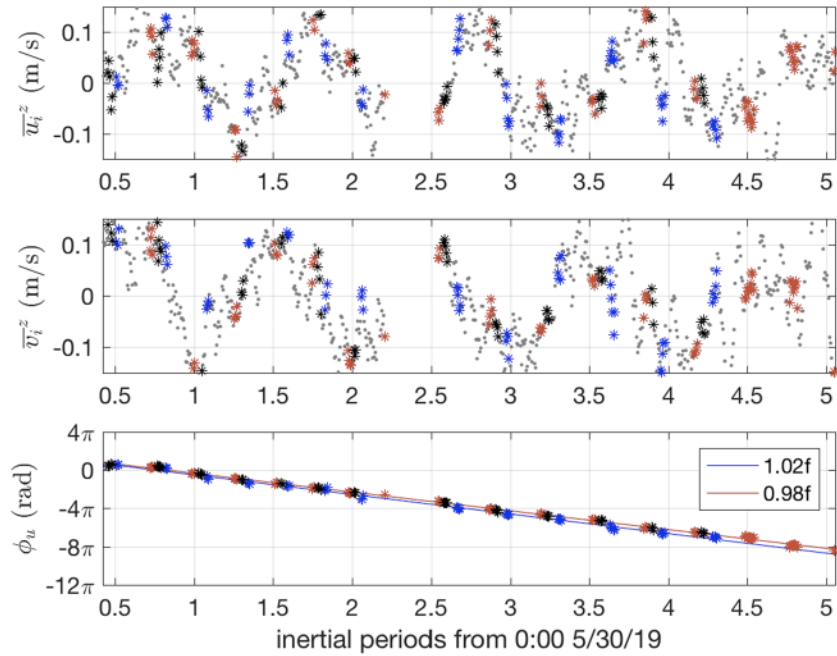 0.1
0
-0.1
$\overline{u_i}^z$ (m/s)
0.5 1 1.5 2 2.5 3 3.5 4 4.5 5
0.1
0
-0.1
$\overline{v_i}^z$ (m/s)
0.5 1 1.5 2 2.5 3 3.5 4 4.5 5
4π
0
-4π
-8π
-12π
ϕ_u (rad)
1.02f
0.98f
0.5 1 1.5 2 2.5 3 3.5 4 4.5 5
inertial periods from 0:00 5/30/19